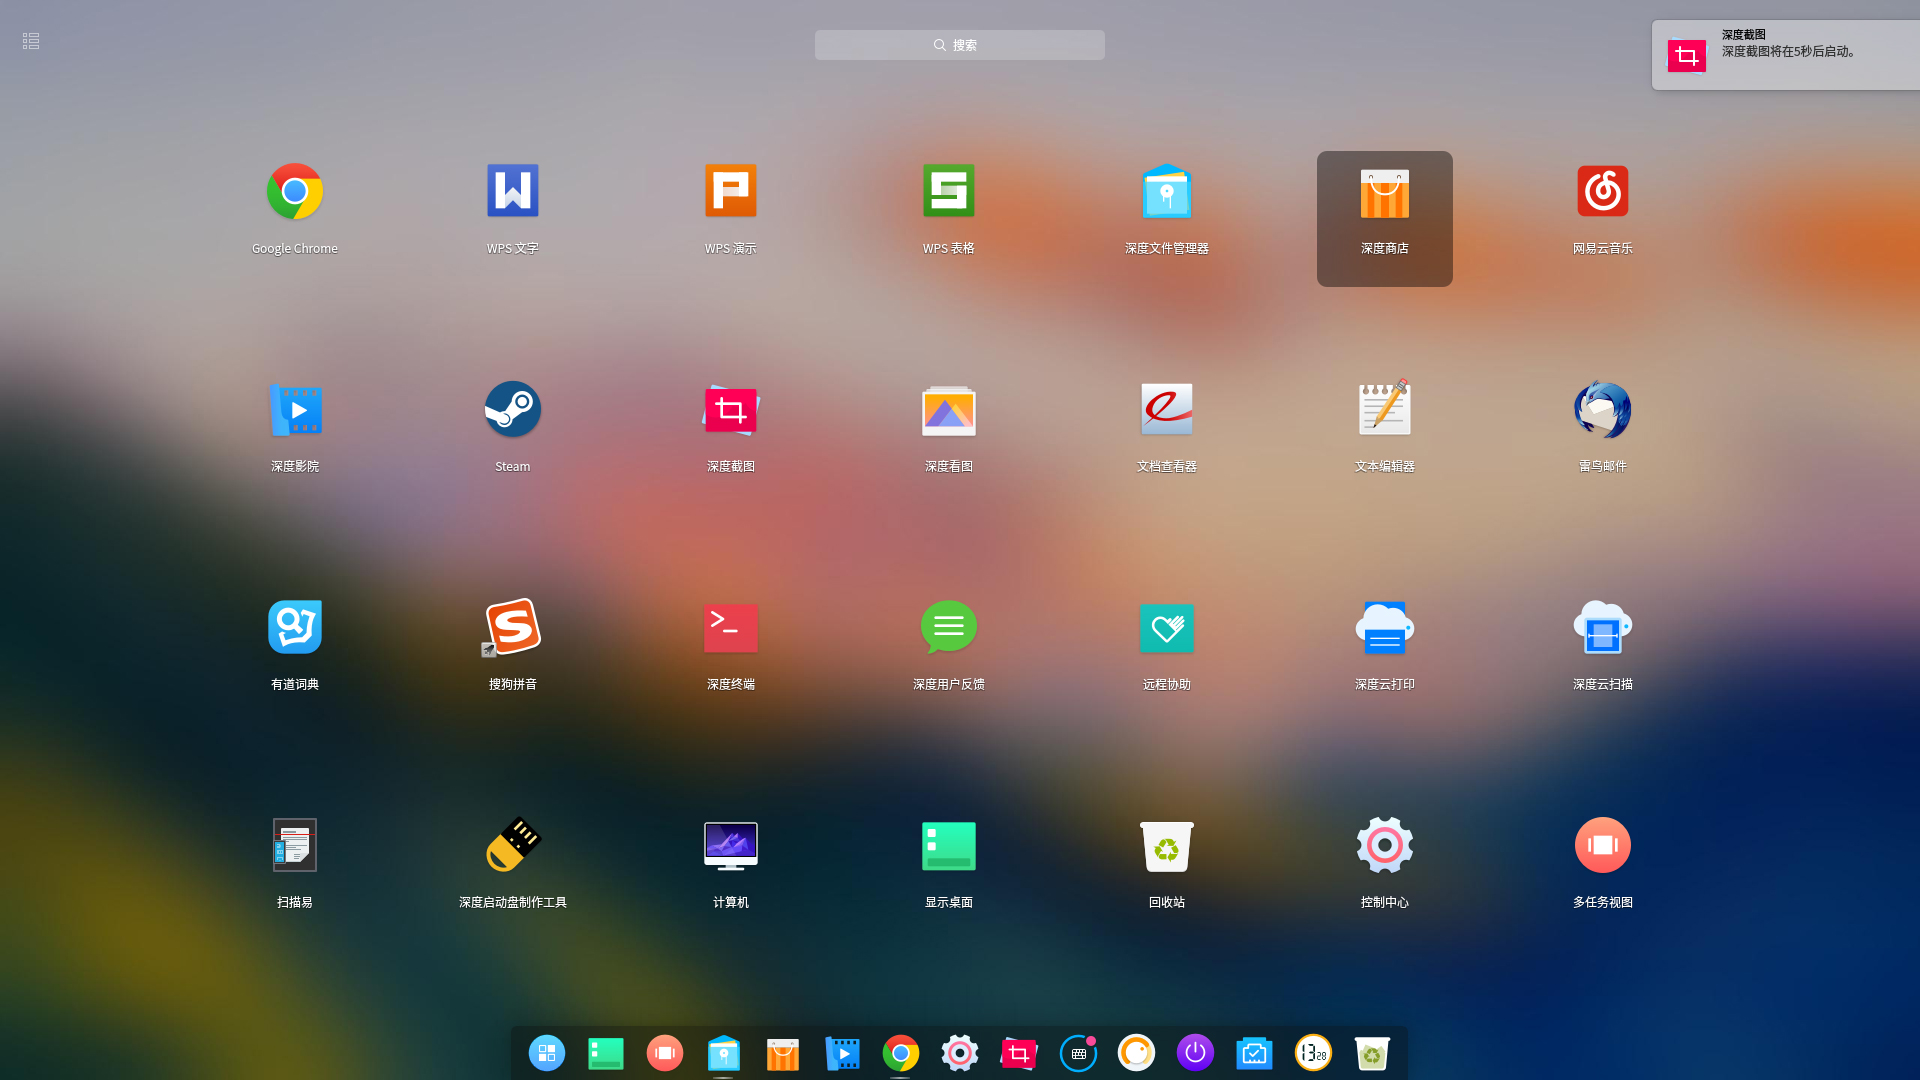 搜索
深度截图
深度截图将在5秒后启动。
Google Chrome
WPS 文字
WPS 演示
WPS 表格
深度文件管理器
深度商店
网易云音乐
深度影院
Steam
深度截图
深度看图
文档查看器
文本编辑器
雷鸟邮件
有道词典
搜狗拼音
深度终端
深度用户反馈
远程协助
深度云打印
深度云扫描
扫描易
深度启动盘制作工具
计算机
显示桌面
回收站
控制中心
多任务视图
13 28